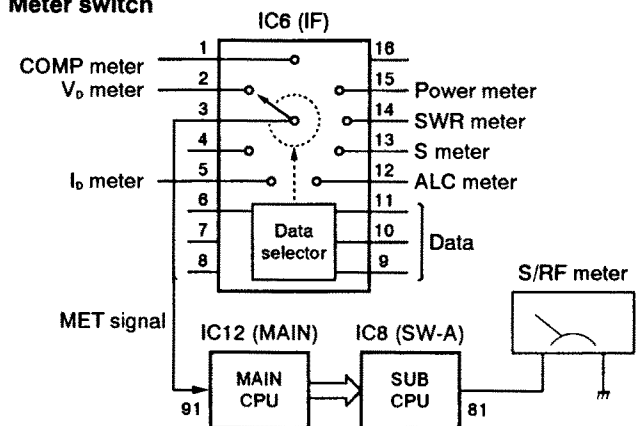 Meter switch
IC6 (IF)
COMP meter
1
16
V_D meter
2
15
Power meter
3
14
SWR meter
4
13
S meter
I_D meter
5
12
ALC meter
6
11
7
10
Data
8
9
Data
selector
S/RF meter
MET signal
IC12 (MAIN)
IC8 (SW-A)
MAIN
CPU
SUB
CPU
91
81